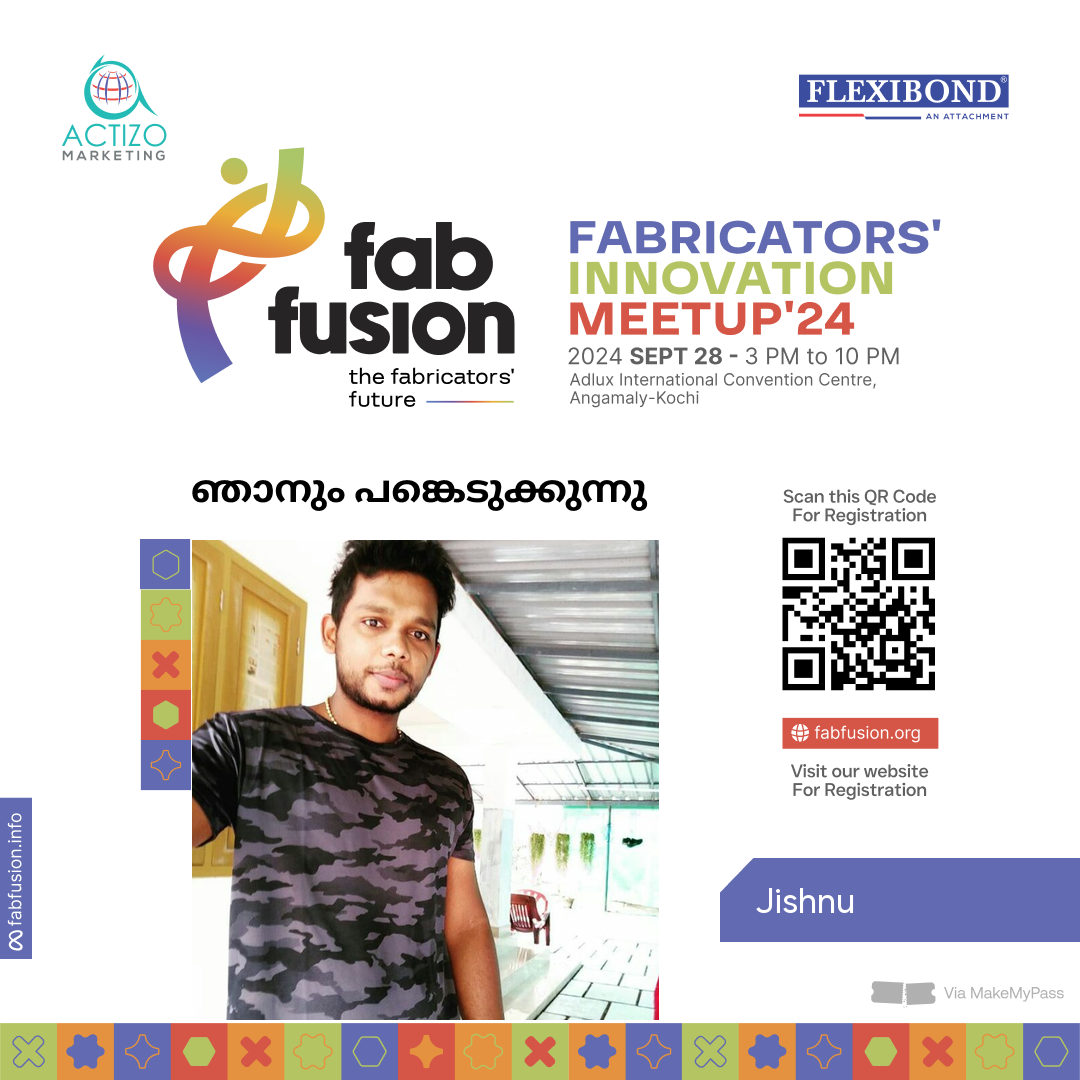 ACTIZO
MARKETING
FLEXIBOND®
AN ATTACHMENT
fab
fusion
the fabricators'
future
FABRICATORS'
INNOVATION
MEETUP'24
2024 SEPT 28 - 3 PM to 10 PM
Adlux International Convention Centre,
Angamaly-Kochi
ഞാനും പങ്കെടുക്കുന്നു
Scan this QR Code
For Registration
fabfusion.org
Visit our website
For Registration
fabfusion.info
Jishnu
Via MakeMyPass